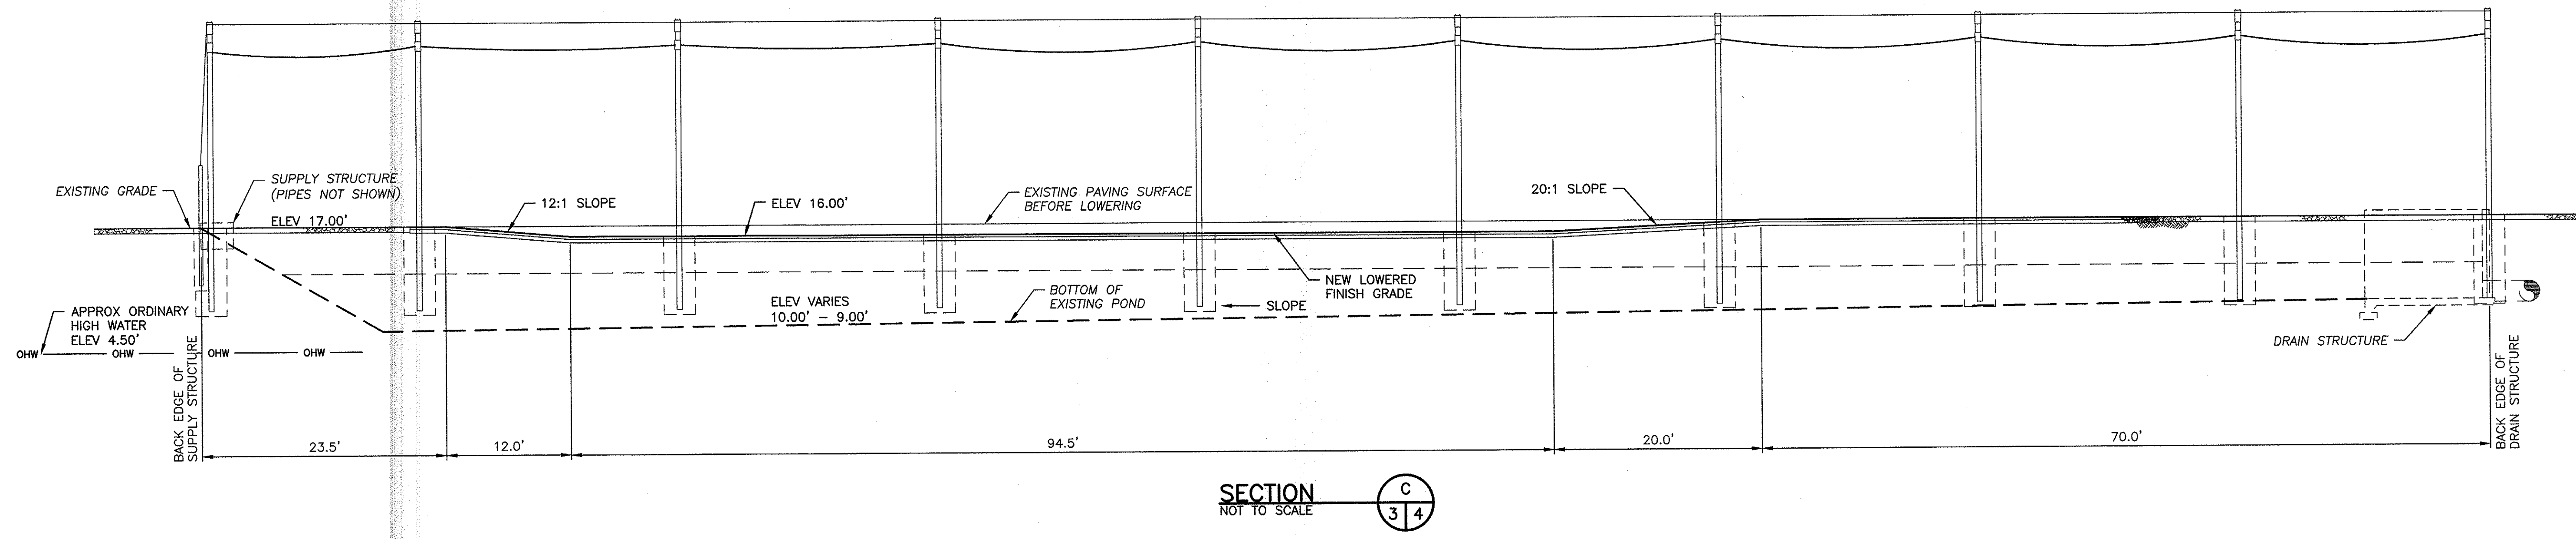 EXISTING GRADE
SUPPLY STRUCTURE
(PIPES NOT SHOWN)
ELEV 17.00'
12:1 SLOPE
ELEV 16.00'
EXISTING PAVING SURFACE
BEFORE LOWERING
20:1 SLOPE
APPROX ORDINARY
HIGH WATER
ELEV 4.50'
OHW
OHW
OHW
OHW
ELEV VARIES
10.00' - 9.00'
BOTTOM OF
EXISTING POND
SLOPE
NEW LOWERED
FINISH GRADE
DRAIN STRUCTURE
BACK EDGE OF
SUPPLY STRUCTURE
23.5'
12.0'
94.5'
20.0'
70.0'
BACK EDGE OF
DRAIN STRUCTURE
SECTION
NOT TO SCALE
C
3
4